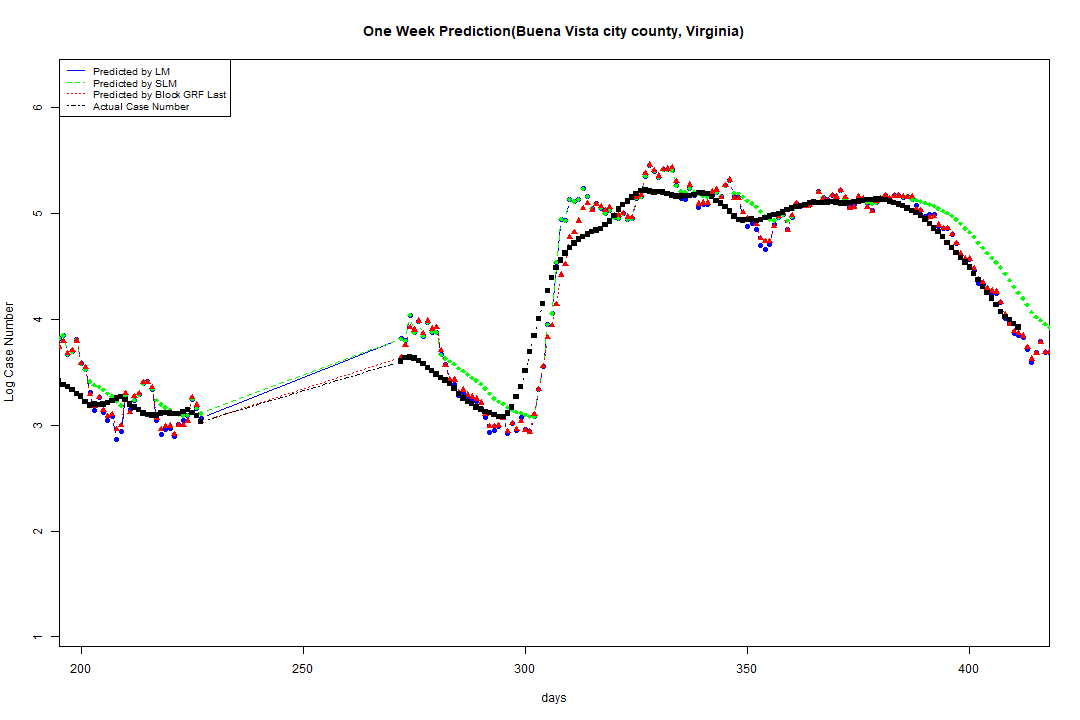 One Week Prediction(Buena Vista city county, Virginia)
Predicted by LM
Predicted by SLM
Predicted by Block GRF Last
Actual Case Number
Log Case Number
6
5
4
3
2
1
200 250 300 350 400
days